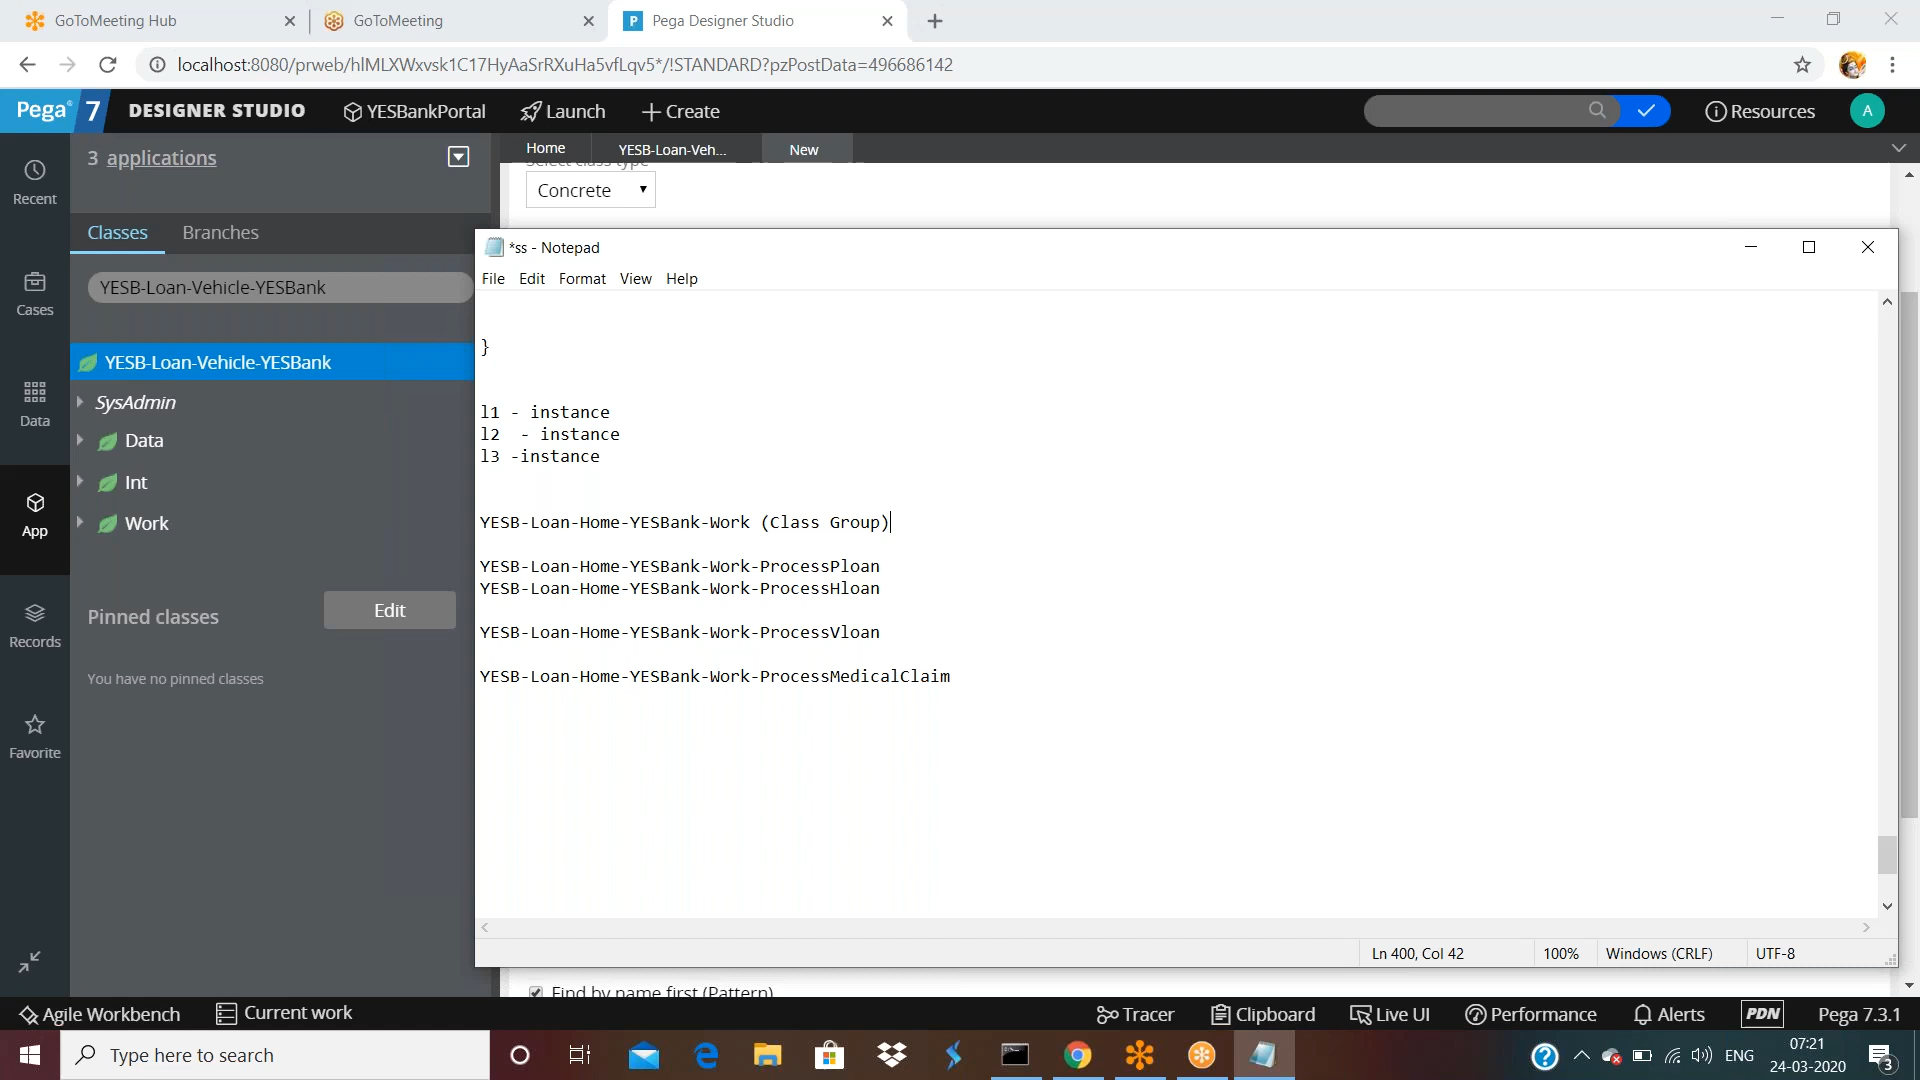 GoToMeeting Hub
GoToMeeting
Pega Designer Studio
localhost:8080/prweb/hIMLXWxvsk1C17HyAaSrRXuHa5vfLqv5*/!STANDARD?pzPostData=496686142
Pega 7 DESIGNER STUDIO YESBankPortal Launch + Create Resources A
3 applications
Home YESB-Loan-Veh... New
Select class type
Concrete
Recent
Classes Branches
YESB-Loan-Vehicle-YESBank
Cases
YESB-Loan-Vehicle-YESBank
SysAdmin
Data
Data
Int
Work
App
Pinned classes Edit
Records
You have no pinned classes
Favorite
*ss - Notepad
File Edit Format View Help
}
l1 - instance
l2  - instance
l3 -instance
YESB-Loan-Home-YESBank-Work (Class Group)
YESB-Loan-Home-YESBank-Work-ProcessPloan
YESB-Loan-Home-YESBank-Work-ProcessHloan
YESB-Loan-Home-YESBank-Work-ProcessVloan
YESB-Loan-Home-YESBank-Work-ProcessMedicalClaim
Ln 400, Col 42 100% Windows (CRLF) UTF-8
Find by name first (Pattern)
Agile Workbench Current work Tracer Clipboard Live UI Performance Alerts PDN Pega 7.3.1
Type here to search
ENG
07:21
24-03-2020
3